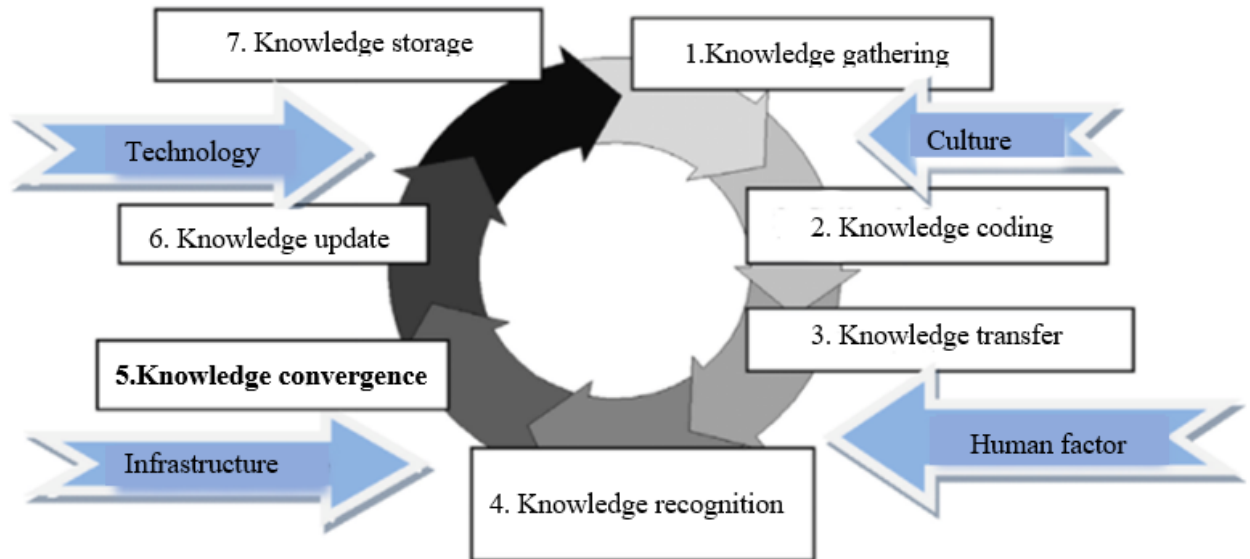 7. Knowledge storage
1.Knowledge gathering
Technology
Culture
6. Knowledge update
2. Knowledge coding
3. Knowledge transfer
5.Knowledge convergence
Infrastructure
Human factor
4. Knowledge recognition